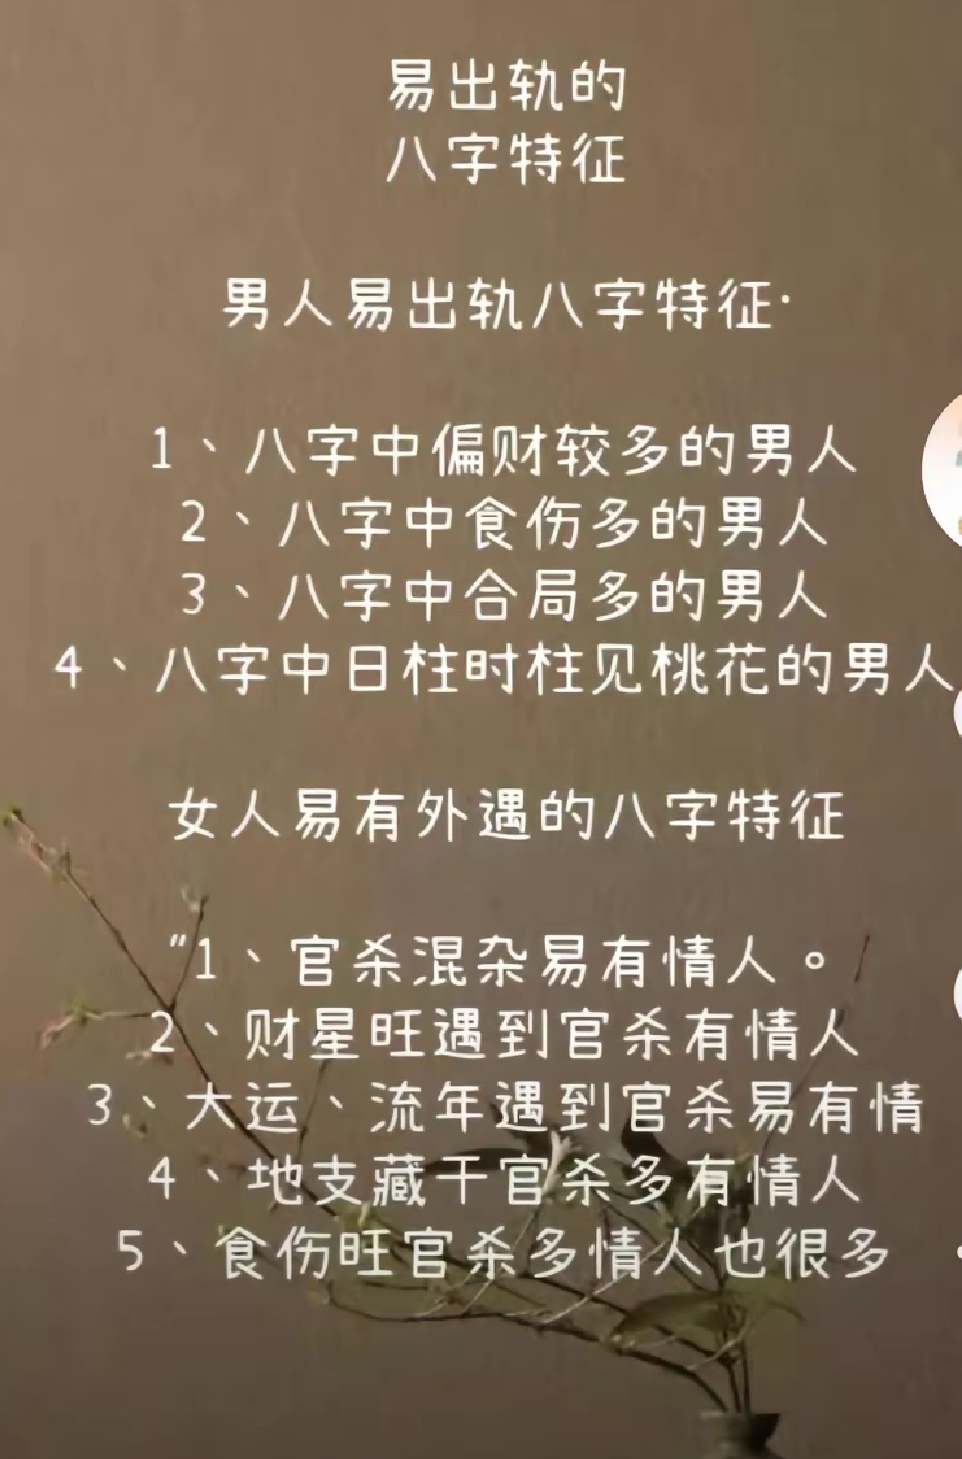 易出轨的
八字特征
男人易出轨八字特征·
1、八字中偏财较多的男人
2、八字中食伤多的男人
3、八字中合局多的男人
4、八字中日柱时柱见桃花的男人
女人易有外遇的八字特征
"1、官杀混杂易有情人。
2、财星旺遇到官杀有情人
3、大运、流年遇到官杀易有情
4、地支藏干官杀多有情人
5、食伤旺官杀多情人也很多